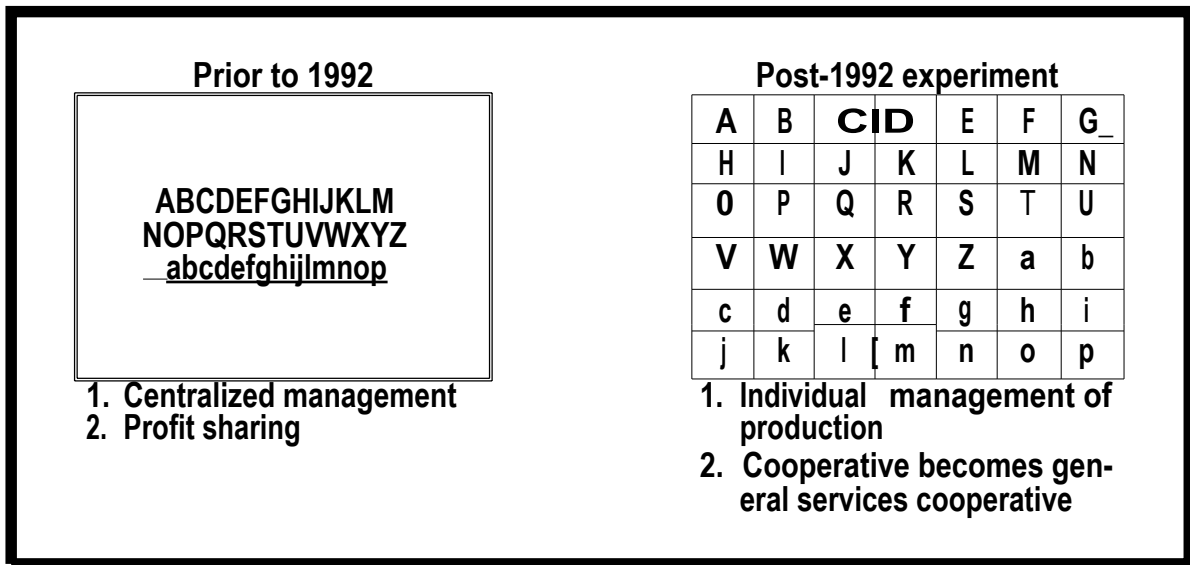 Prior to 1992
ABCDEFGHIJKLM
NOPQRSTUVWXYZ
_abcdefghijlmnop
1. Centralized management
2. Profit sharing
Post-1992 experiment
A B CID E F G_
H I J K L M N
0 P Q R S T U
V W X Y Z a b
c d e f g h i
j k l [ m n o p
1. Individual management of
production
2. Cooperative becomes gen-
eral services cooperative